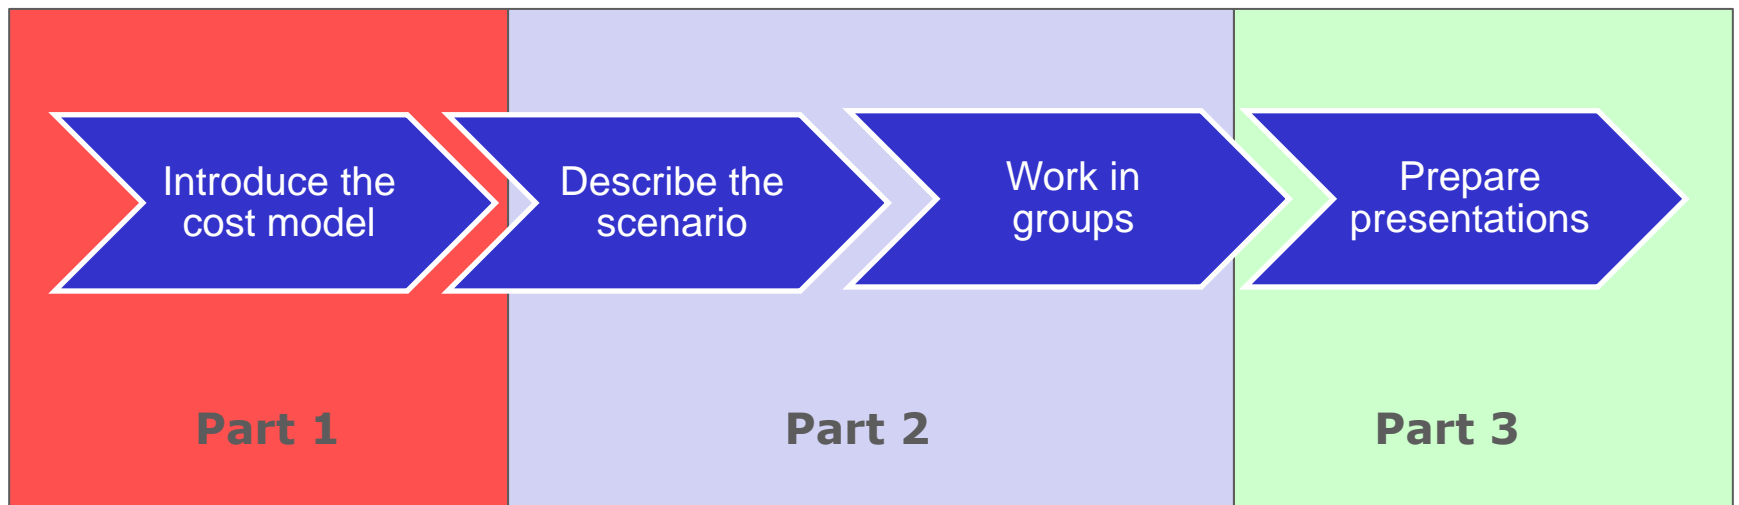 Introduce the
cost model
Describe the
scenario
Work in
groups
Prepare
presentations
Part 1
Part 2
Part 3